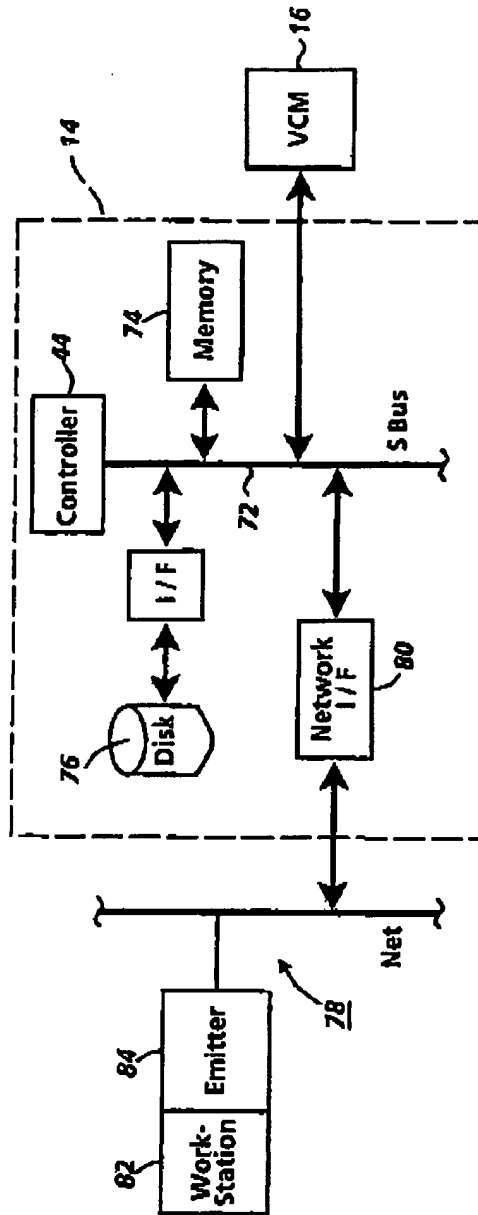 14
16
VCM
44
Controller
74
Memory
I / F
76
Disk
72
S Bus
Network
I / F
80
Net
78
84
Emitter
82
Work-
Station